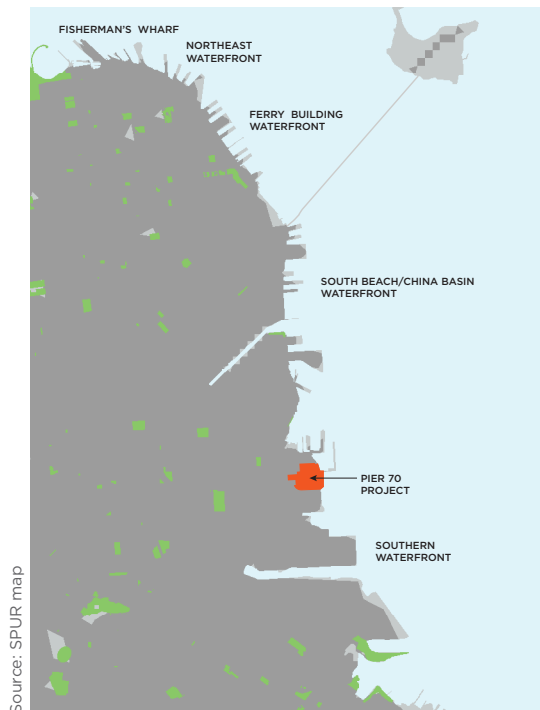 FISHERMAN'S WHARF
NORTHEAST
WATERFRONT
FERRY BUILDING
WATERFRONT
SOUTH BEACH/CHINA BASIN
WATERFRONT
PIER 70
PROJECT
SOUTHERN
WATERFRONT
Source: SPUR map